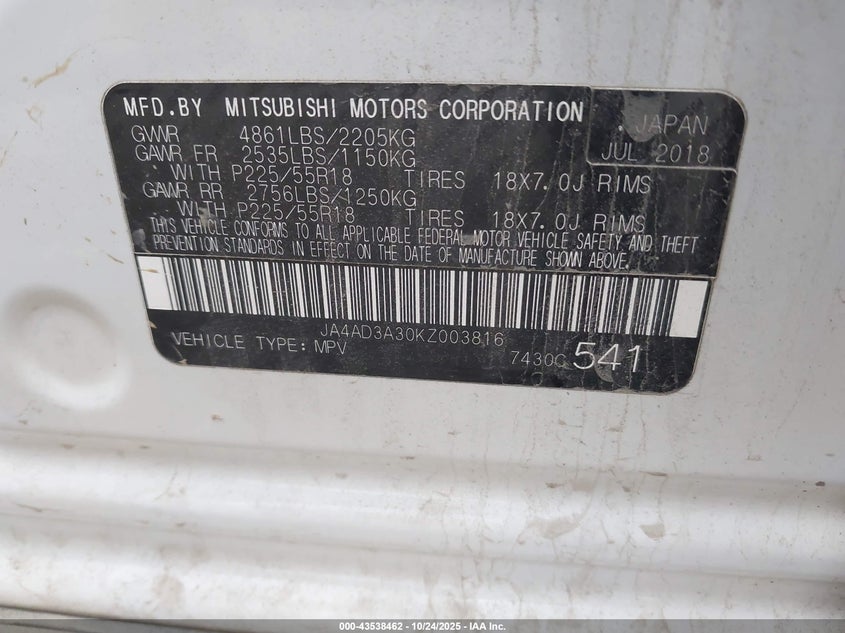 MFD.BY MITSUBISHI MOTORS CORPORATION
JAPAN
GVWR 4861LBS/2205KG
JUL 2018
GAWR FR 2535LBS/1150KG
WITH P225/55R18 TIRES 18X7.0J RIMS
GAWR RR 2756LBS/1250KG
WITH P225/55R18 TIRES 18X7.0J RIMS
THIS VEHICLE CONFORMS TO ALL APPLICABLE FEDERAL MOTOR VEHICLE SAFETY AND THEFT
PREVENTION STANDARDS IN EFFECT ON THE DATE OF MANUFACTURE SHOWN ABOVE.
JA4AD3A30KZ003816
VEHICLE TYPE: MPV
541
000-43538462 - 10/24/2025 - © IAA Inc.